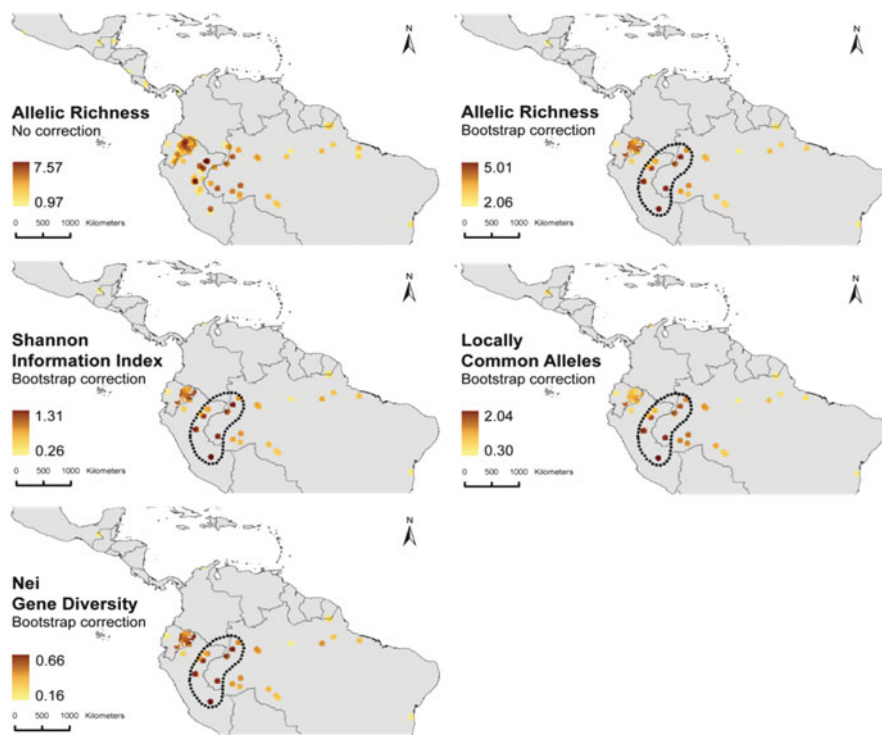 N
Allelic Richness
No correction
7.57
0.97
0 500 1000 Kilometers
N
Allelic Richness
Bootstrap correction
5.01
2.06
0 500 1000 Kilometers
N
Shannon
Information Index
Bootstrap correction
1.31
0.26
0 500 1000 Kilometers
N
Locally
Common Alleles
Bootstrap correction
2.04
0.30
0 500 1000 Kilometers
N
Nei
Gene Diversity
Bootstrap correction
0.66
0.16
0 500 1000 Kilometers